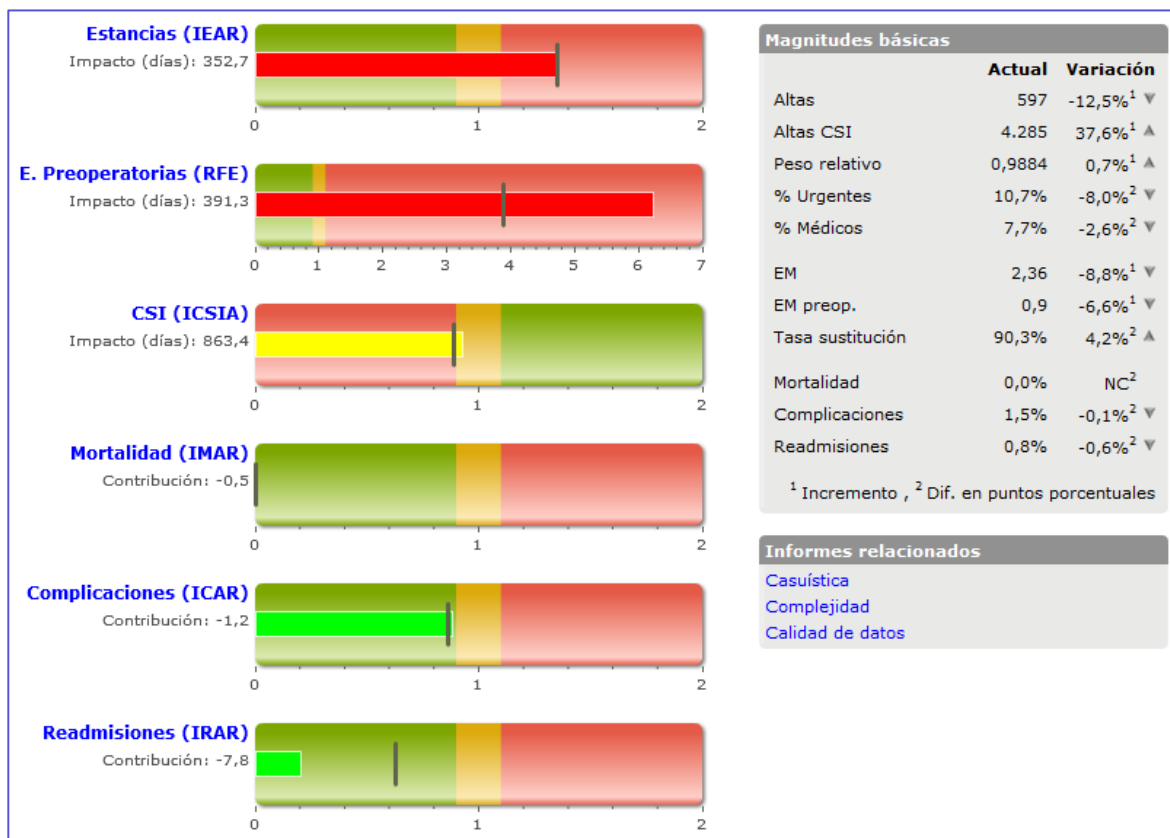 Estancias (IEAR)
Impacto (días): 352,7
0 1 2
E. Preoperatorias (RFE)
Impacto (días): 391,3
0 1 2 3 4 5 6 7
CSI (ICSIA)
Impacto (días): 863,4
0 1 2
Mortalidad (IMAR)
Contribución: -0,5
0 1 2
Complicaciones (ICAR)
Contribución: -1,2
0 1 2
Readmisiones (IRAR)
Contribución: -7,8
0 1 2
Magnitudes básicas
Actual Variación
Altas 597 -12,5%¹ ▼
Altas CSI 4.285 37,6%¹ ▲
Peso relativo 0,9884 0,7%¹ ▲
% Urgentes 10,7% -8,0%² ▼
% Médicos 7,7% -2,6%² ▼
EM 2,36 -8,8%¹ ▼
EM preop. 0,9 -6,6%¹ ▼
Tasa sustitución 90,3% 4,2%² ▲
Mortalidad 0,0% NC²
Complicaciones 1,5% -0,1%² ▼
Readmisiones 0,8% -0,6%² ▼
¹ Incremento , ² Dif. en puntos porcentuales
Informes relacionados
Casuística
Complejidad
Calidad de datos